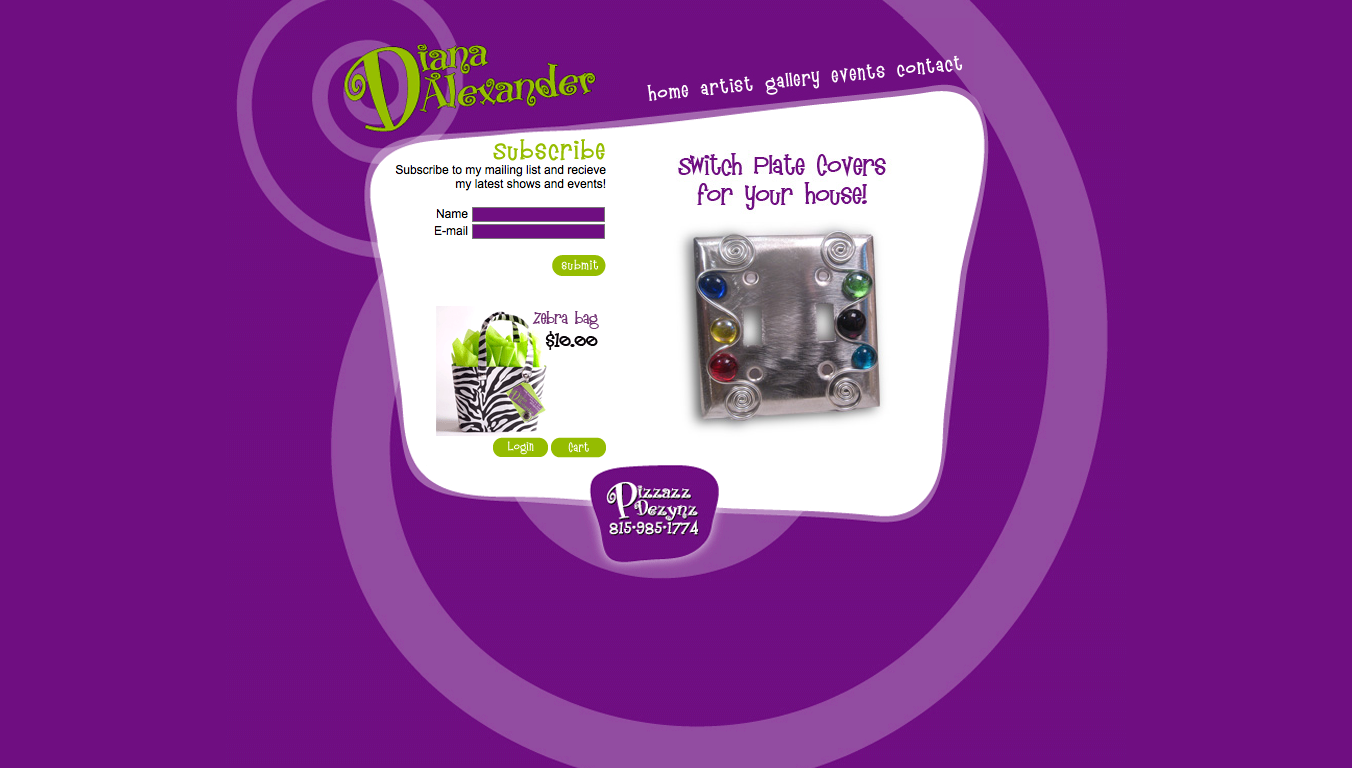 Diana
Alexander
home artist gallery events contact
subscribe
Subscribe to my mailing list and recieve
my latest shows and events!
Name
E-mail
submit
Switch Plate Covers
for your house!
zebra bag
$10.00
Login
Cart
Pizzazz
Dezynz
815•985•1774